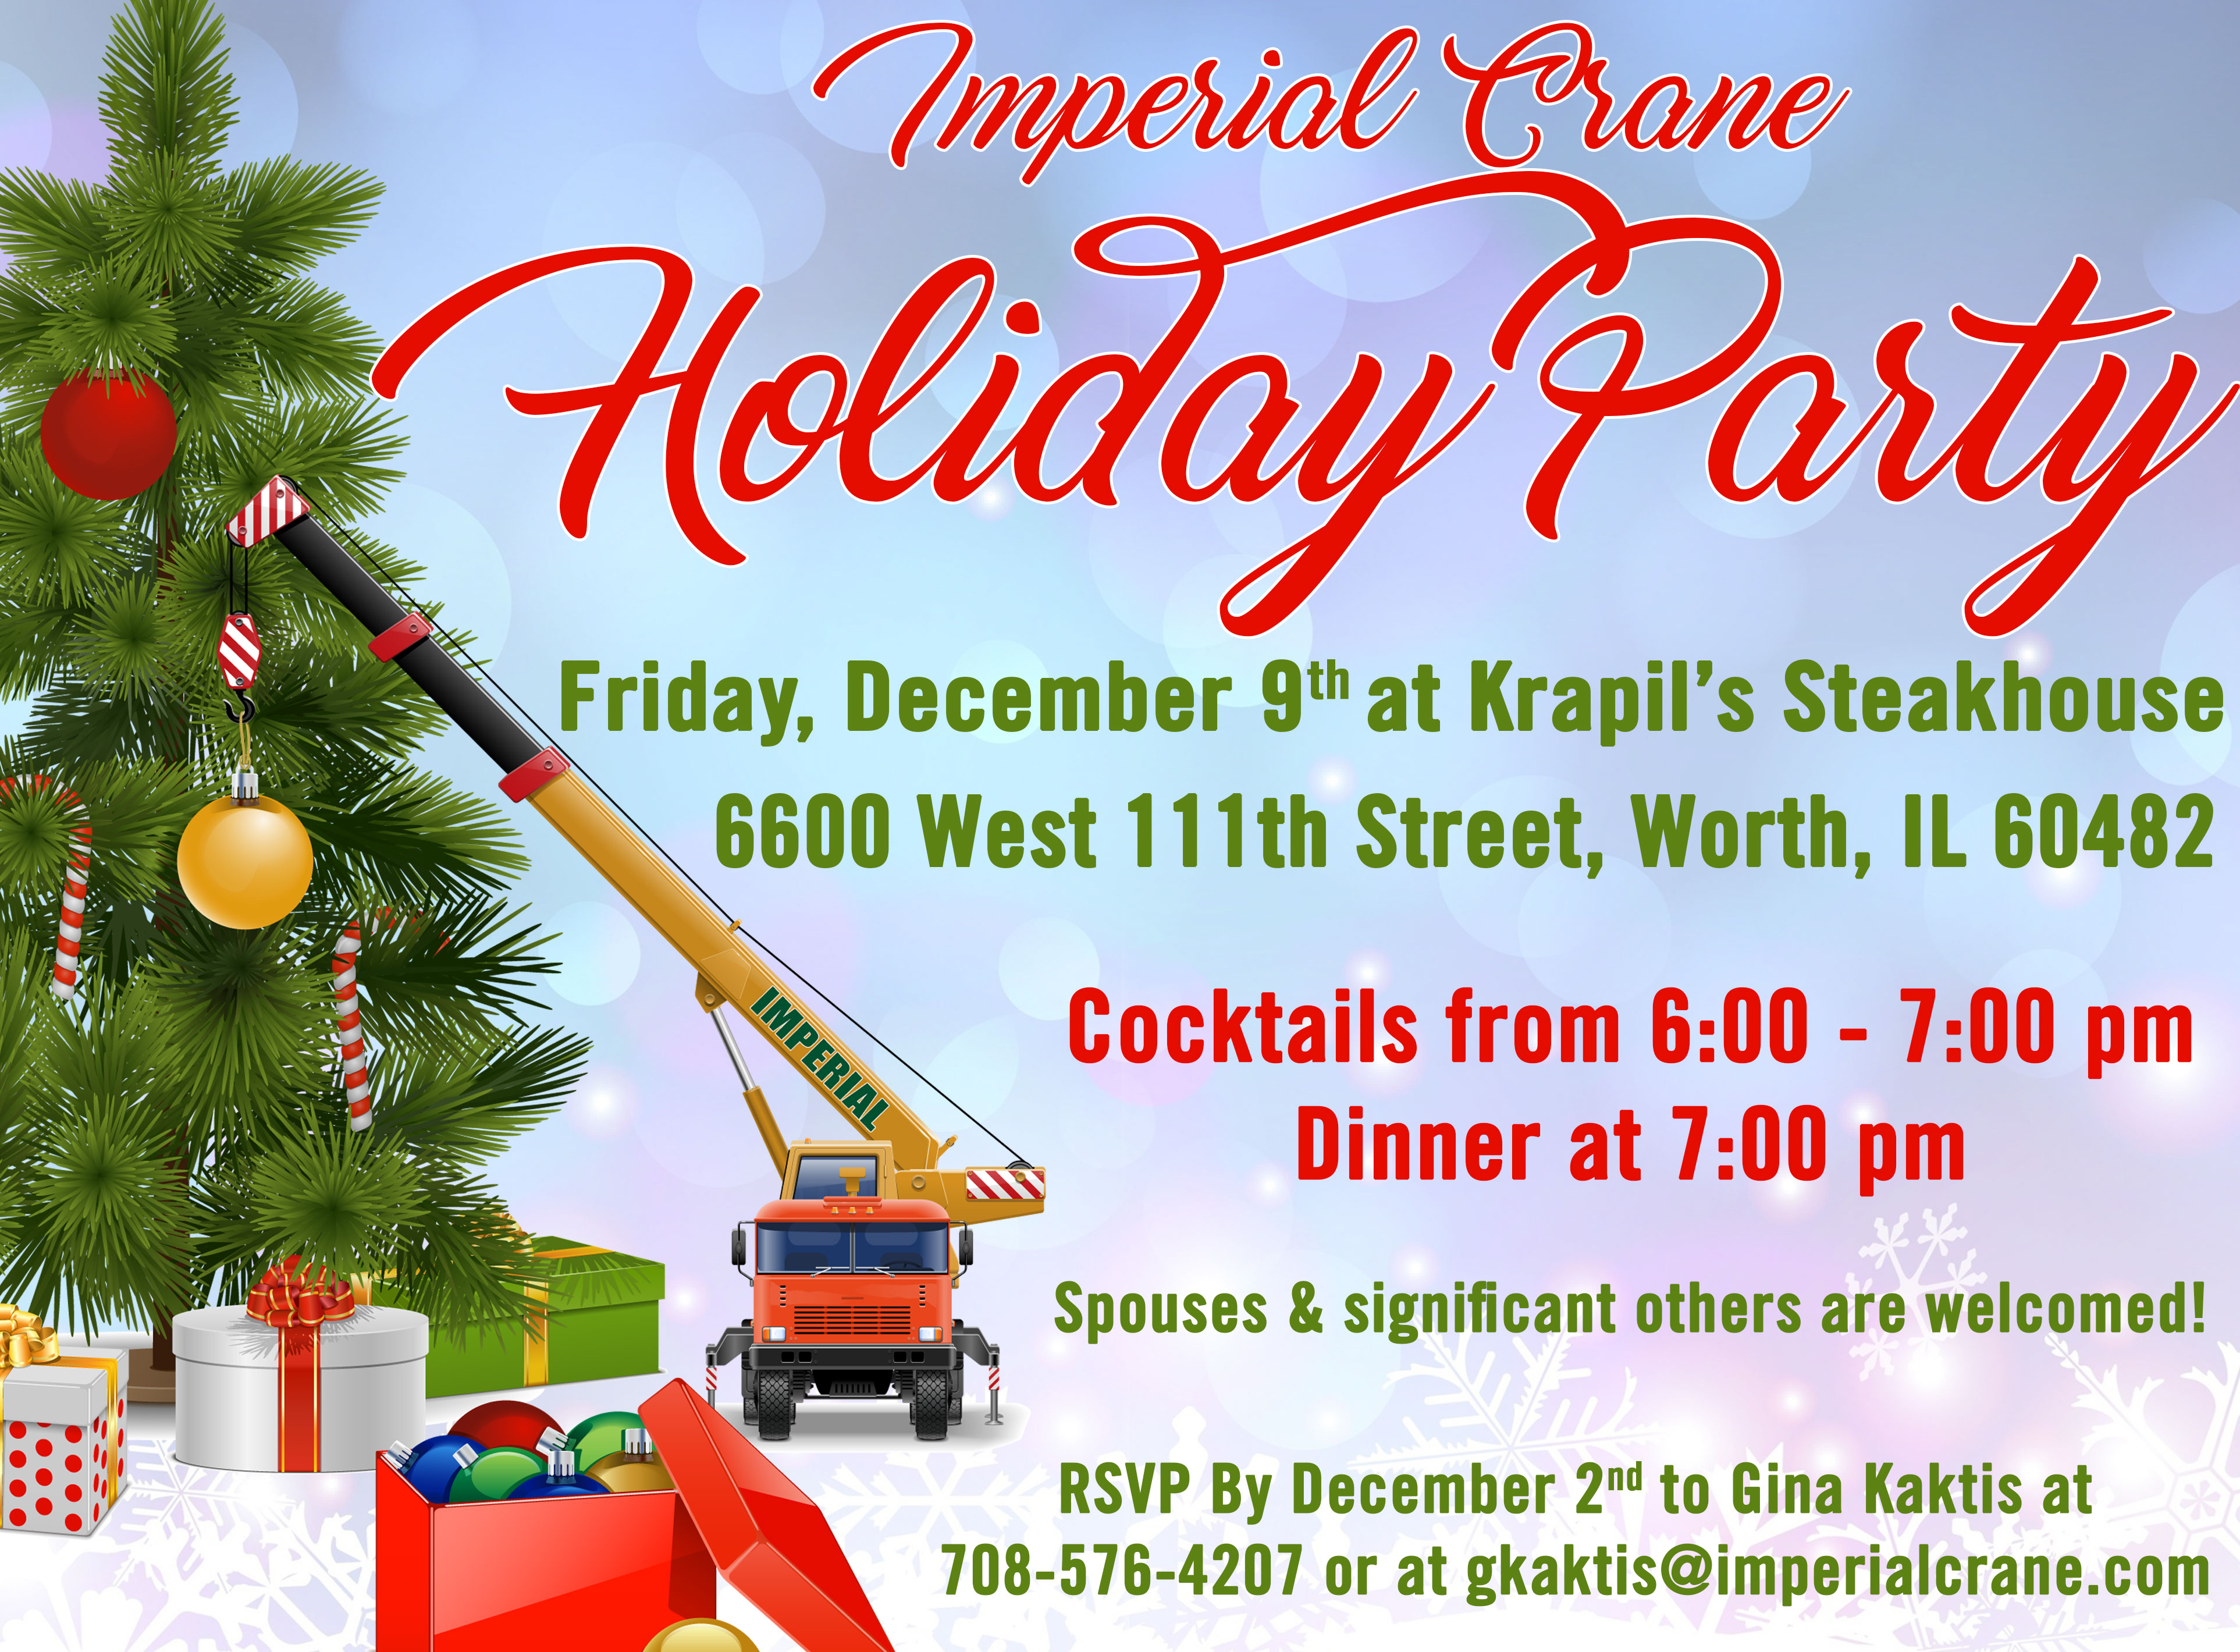 Imperial Crane
Holiday Party
Friday, December 9th at Krapil’s Steakhouse
6600 West 111th Street, Worth, IL 60482
IMPERIAL
Cocktails from 6:00 - 7:00 pm
Dinner at 7:00 pm
Spouses & significant others are welcomed!
RSVP By December 2nd to Gina Kaktis at
708-576-4207 or at gkaktis@imperialcrane.com